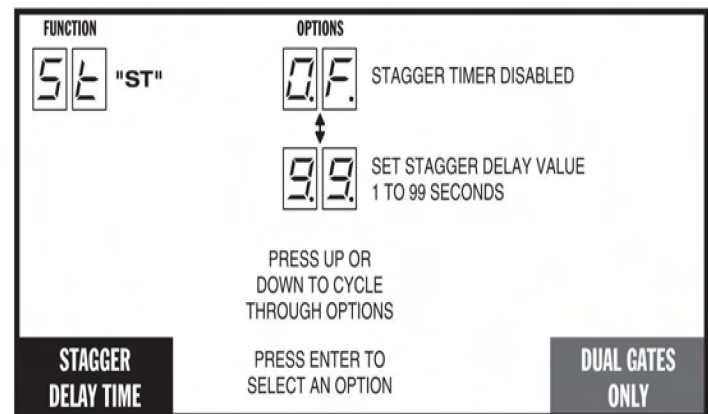 FUNCTION
OPTIONS
St "ST"
O.F. STAGGER TIMER DISABLED
9.9. SET STAGGER DELAY VALUE
1 TO 99 SECONDS
PRESS UP OR
DOWN TO CYCLE
THROUGH OPTIONS
PRESS ENTER TO
SELECT AN OPTION
STAGGER
DELAY TIME
DUAL GATES
ONLY